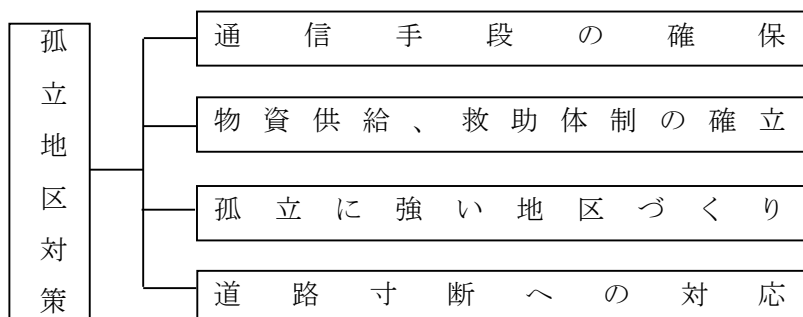 孤立地区対策
通信手段の確保
物資供給、救助体制の確立
孤立に強い地区づくり
道路寸断への対応